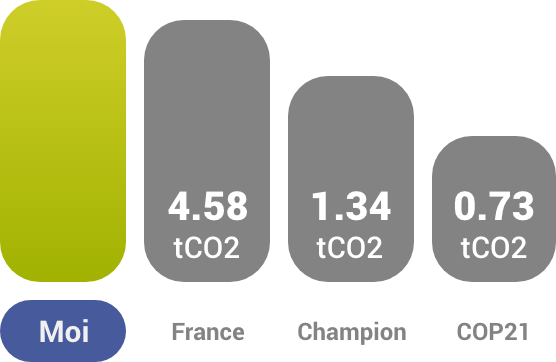 4.58
tCO2
1.34
tCO2
0.73
tCO2
Moi
France
Champion
COP21